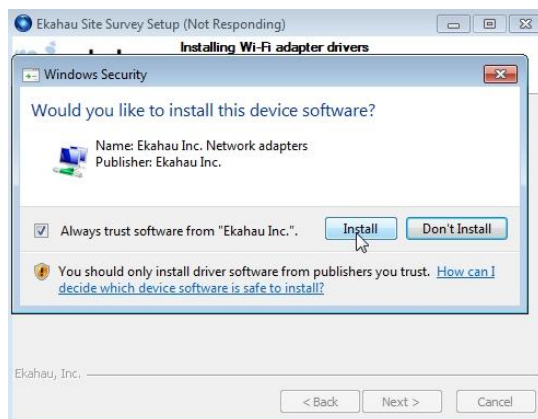 Ekahau Site Survey Setup (Not Responding)
Installing Wi-Fi adapter drivers
Windows Security
Would you like to install this device software?
Name: Ekahau Inc. Network adapters
Publisher: Ekahau Inc.
Always trust software from "Ekahau Inc.".
Install
Don't Install
You should only install driver software from publishers you trust. How can I
decide which device software is safe to install?
Ekahau, Inc.
< Back
Next >
Cancel